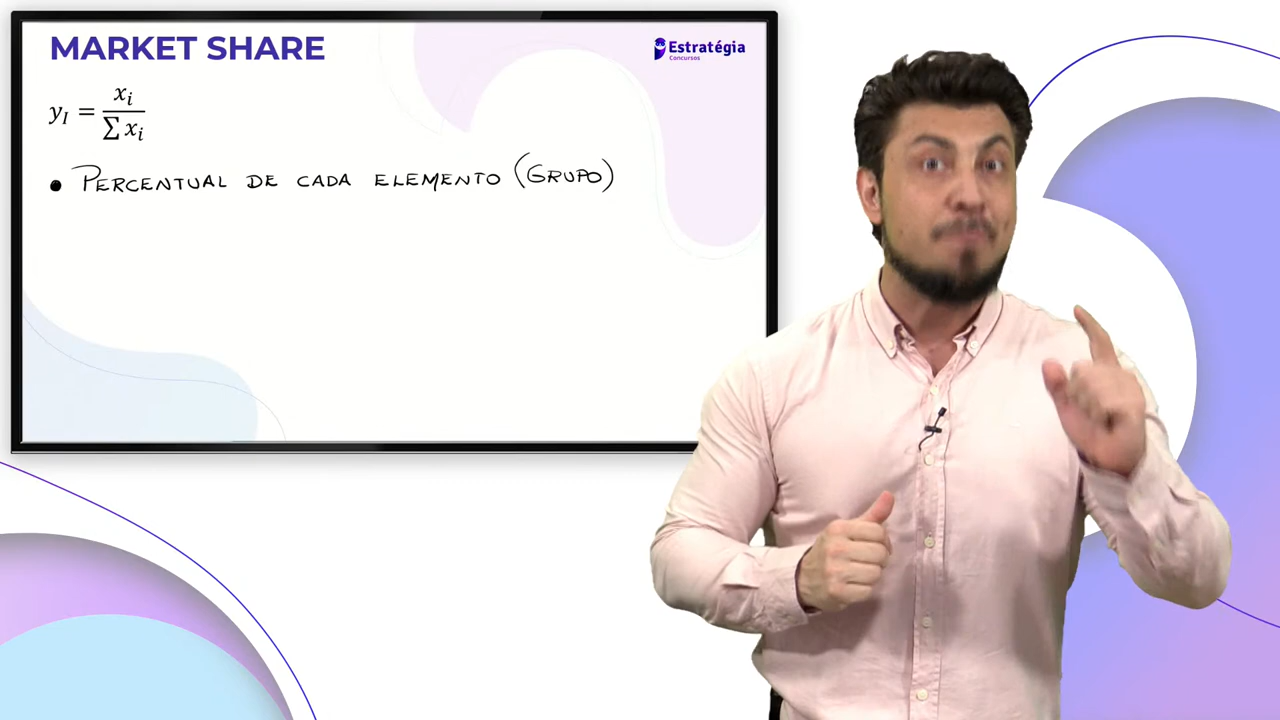 MARKET SHARE
Estratégia
Concursos
y_I = x_i / ∑ x_i
• PERCENTUAL DE CADA ELEMENTO (GRUPO)